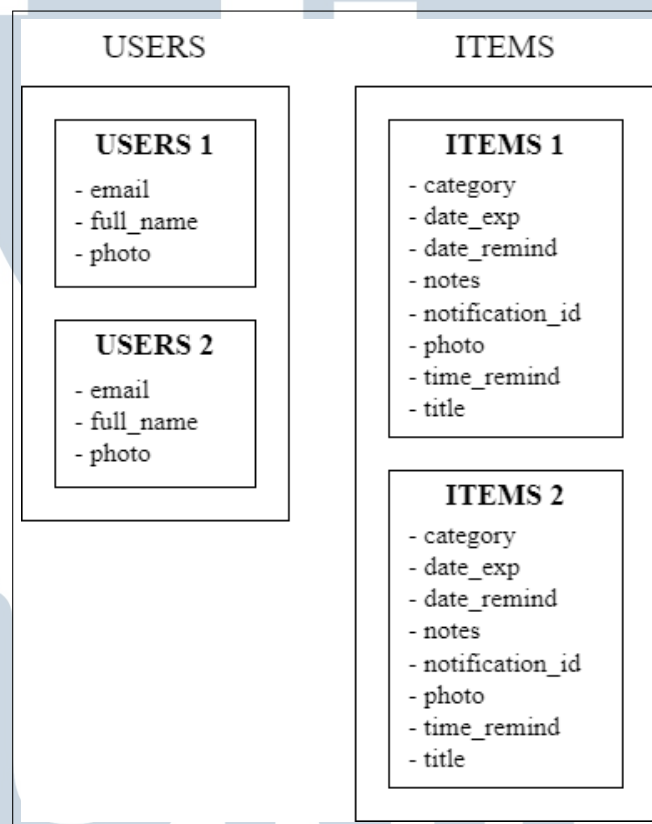 USERS
USERS 1
- email
- full_name
- photo
USERS 2
- email
- full_name
- photo
ITEMS
ITEMS 1
- category
- date_exp
- date_remind
- notes
- notification_id
- photo
- time_remind
- title
ITEMS 2
- category
- date_exp
- date_remind
- notes
- notification_id
- photo
- time_remind
- title